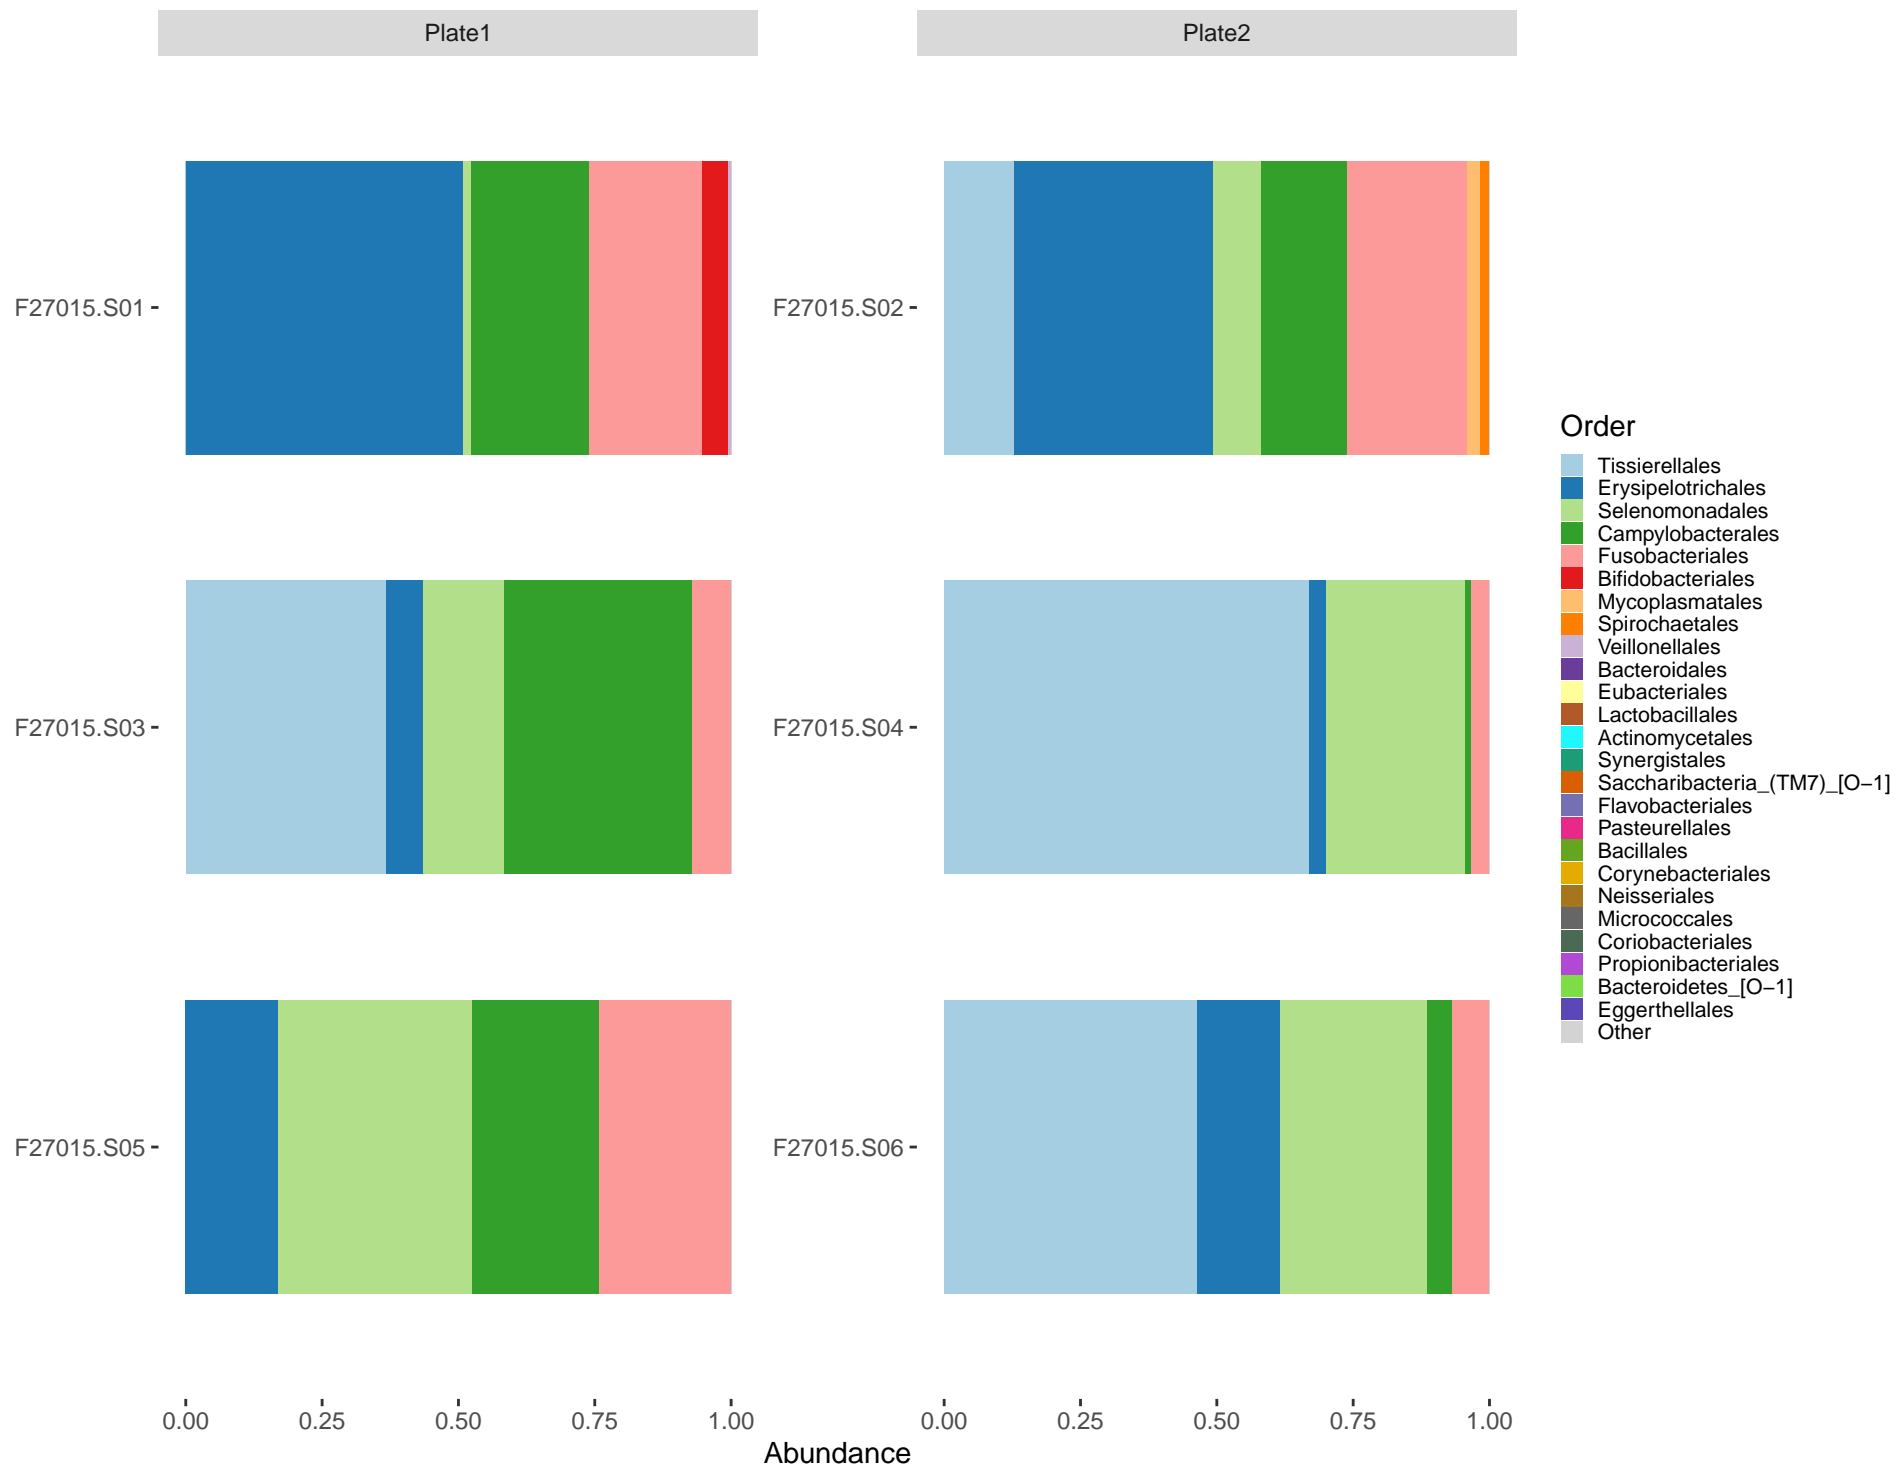 Plate1
Plate2
F27015.S01
F27015.S02
F27015.S03
F27015.S04
F27015.S05
F27015.S06
0.00 0.25 0.50 0.75 1.00
0.00 0.25 0.50 0.75 1.00
Abundance
Order
Tissierellales
Erysipelotrichales
Selenomonadales
Campylobacterales
Fusobacteriales
Bifidobacteriales
Mycoplasmatales
Spirochaetales
Veillonellales
Bacteroidales
Eubacteriales
Lactobacillales
Actinomycetales
Synergistales
Saccharibacteria_(TM7)_[O−1]
Flavobacteriales
Pasteurellales
Bacillales
Corynebacteriales
Neisseriales
Micrococcales
Coriobacteriales
Propionibacteriales
Bacteroidetes_[O−1]
Eggerthellales
Other